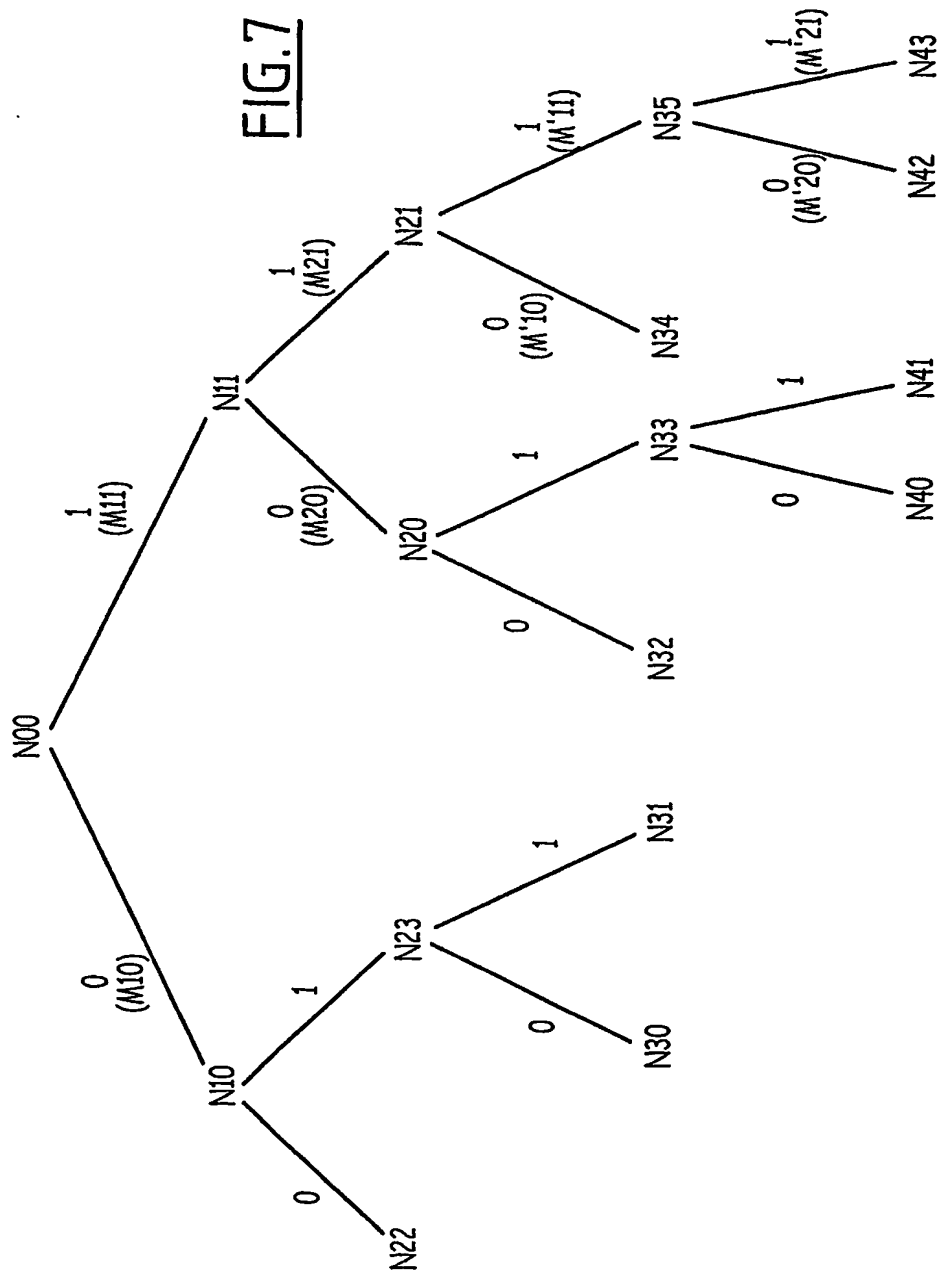 N00
0
(M10)
1
(M11)
N10
N11
FIG.7
0
1
0
(M20)
1
(M21)
N22
N23
N20
N21
0
1
0
1
0
(M'10)
1
(M'11)
N30
N31
N32
N33
N34
N35
0
1
0
(M'20)
1
(M'21)
N40
N41
N42
N43